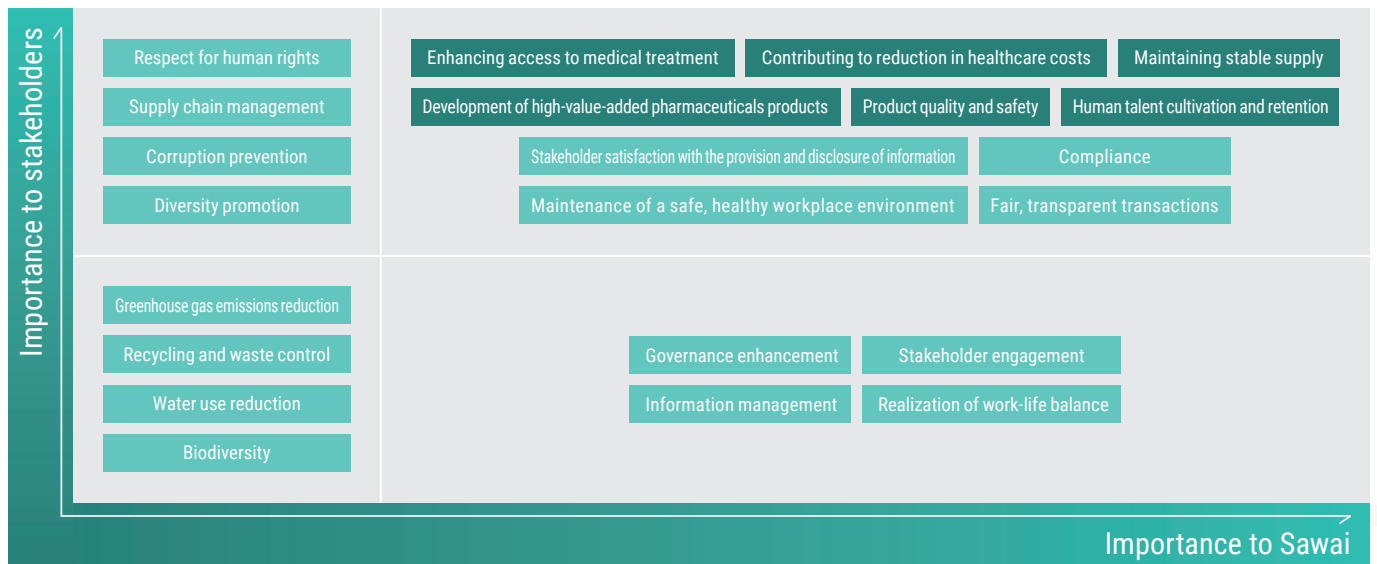 Importance to stakeholders
Respect for human rights
Supply chain management
Corruption prevention
Diversity promotion
Enhancing access to medical treatment
Contributing to reduction in healthcare costs
Maintaining stable supply
Development of high-value-added pharmaceuticals products
Product quality and safety
Human talent cultivation and retention
Stakeholder satisfaction with the provision and disclosure of information
Compliance
Maintenance of a safe, healthy workplace environment
Fair, transparent transactions
Greenhouse gas emissions reduction
Recycling and waste control
Water use reduction
Biodiversity
Governance enhancement
Stakeholder engagement
Information management
Realization of work-life balance
Importance to Sawai